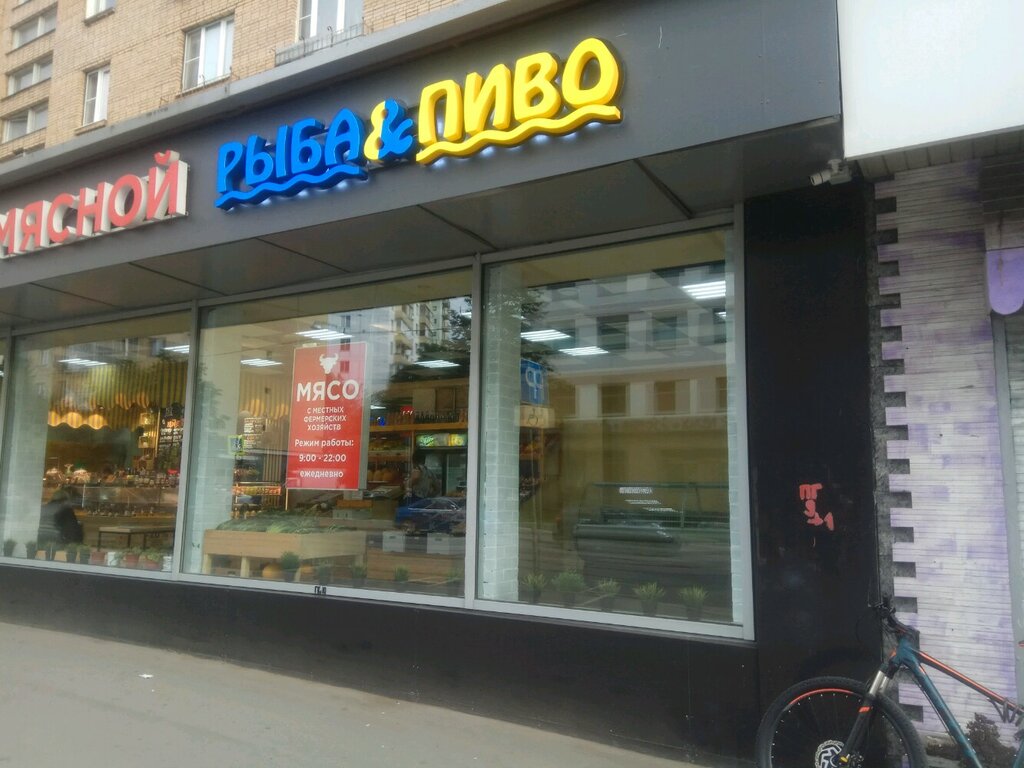 МЯСНОЙ
РЫБА & ПИВО
МЯСО
С МЕСТНЫХ
ФЕРМЕРСКИХ
ХОЗЯЙСТВ
Режим работы:
9:00 - 22:00
ежедневно